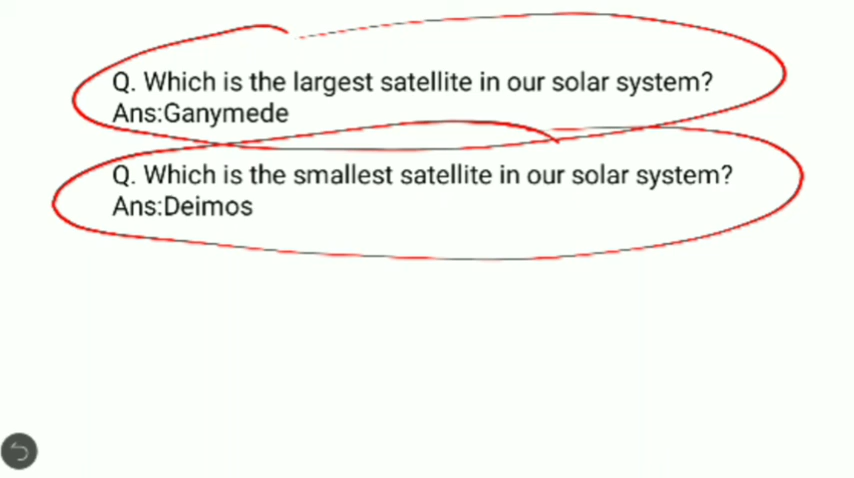 Q. Which is the largest satellite in our solar system?
Ans:Ganymede
Q. Which is the smallest satellite in our solar system?
Ans:Deimos